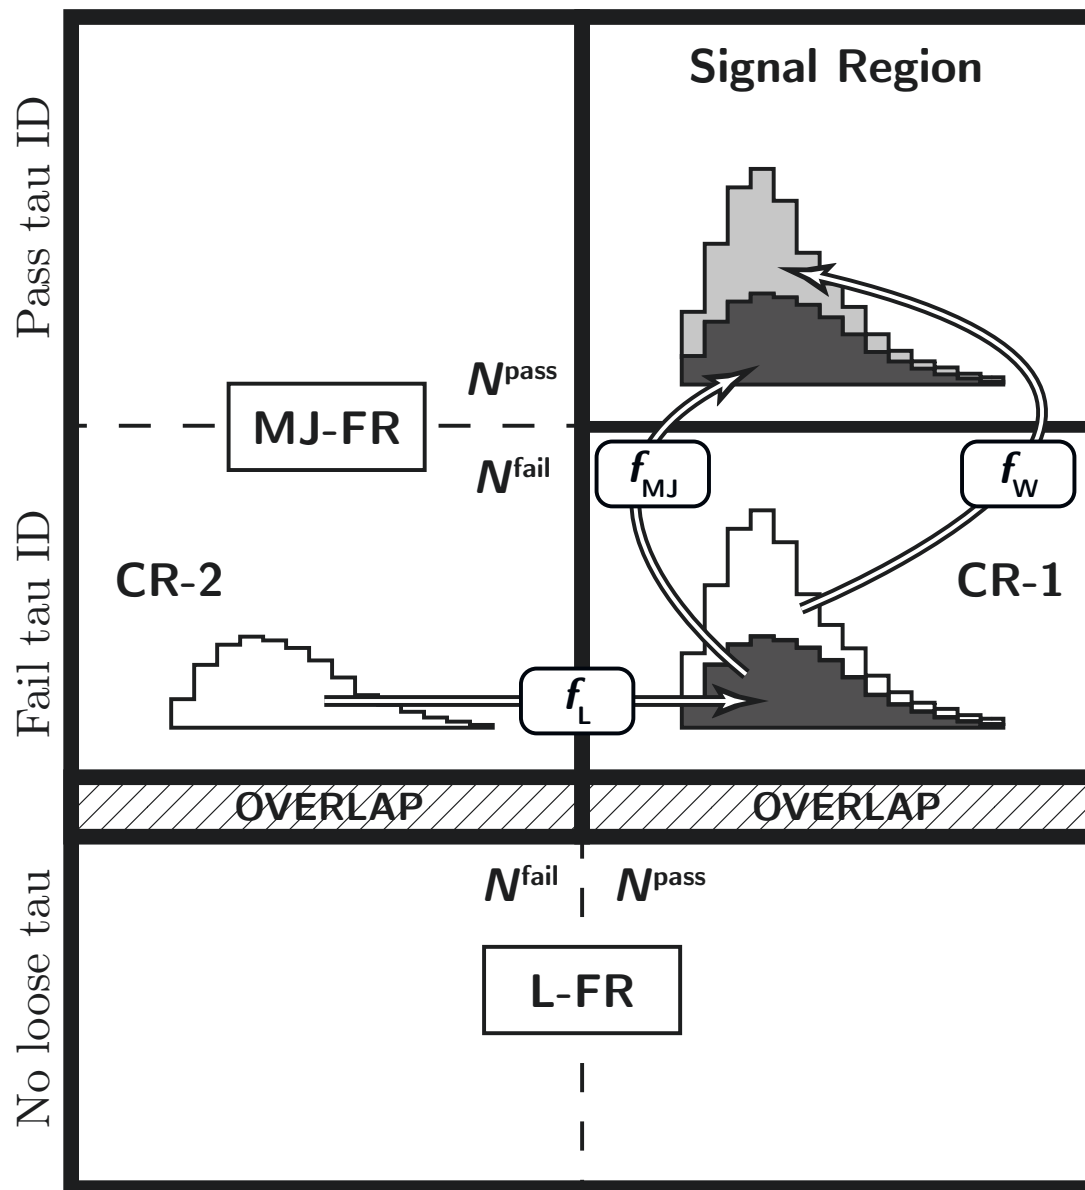 Signal Region
Pass tau ID
N^pass
MJ-FR
N^fail
f_MJ
f_W
Fail tau ID
CR-2
CR-1
f_L
OVERLAP
OVERLAP
No loose tau
N^fail
N^pass
L-FR